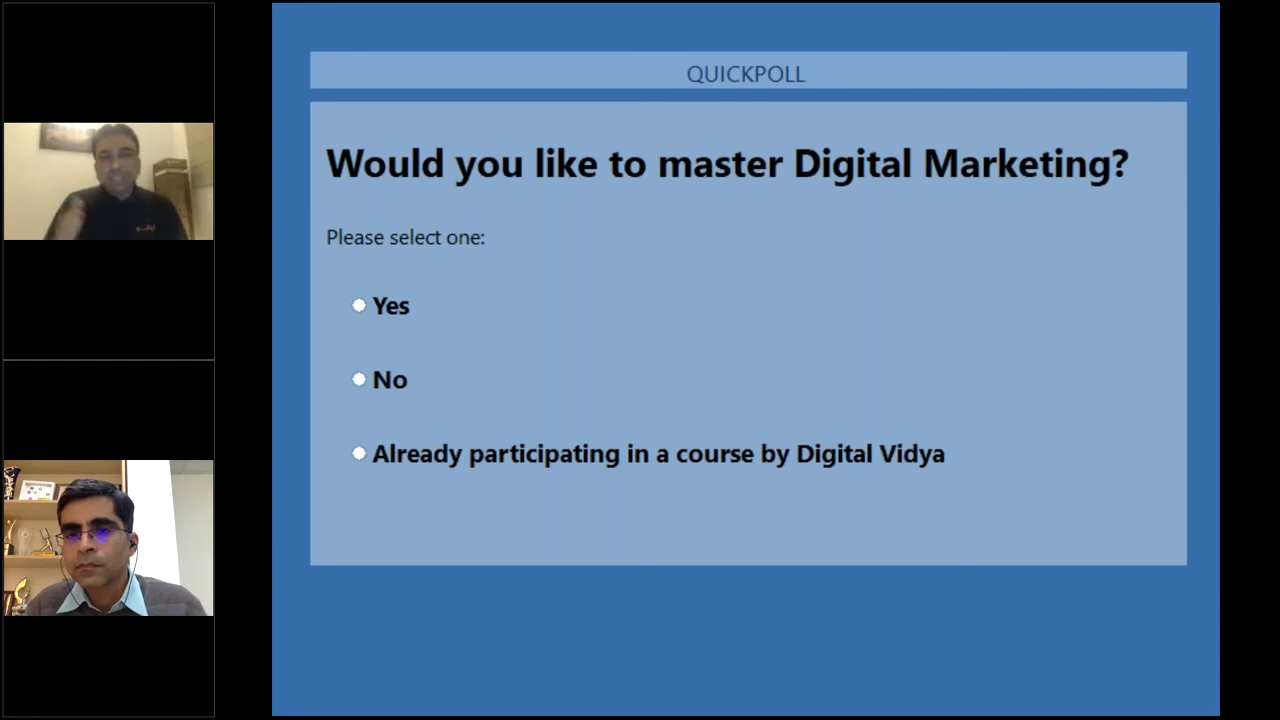 QUICKPOLL
Would you like to master Digital Marketing?
Please select one:
Yes
No
Already participating in a course by Digital Vidya